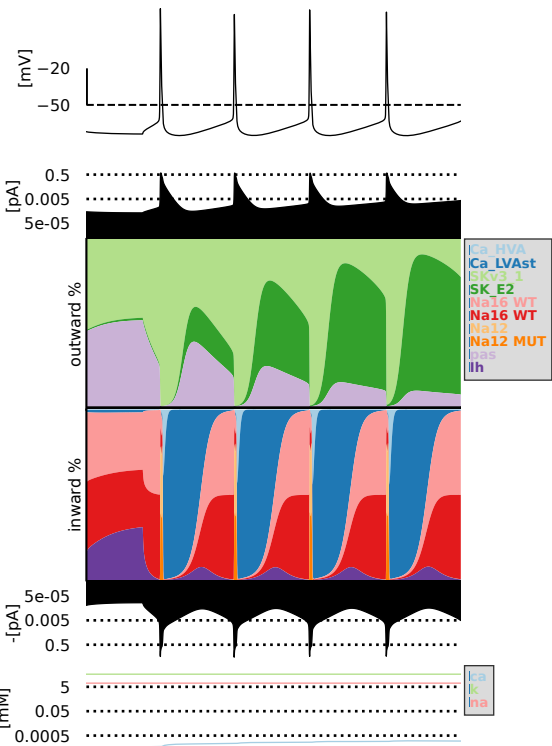 [mV]
−20
−50
[pA]
0.5
0.005
5e-05
outward %
Ca_HVA
Ca_LVAst
SKv3_1
SK_E2
Na16 WT
Na16 WT
Na12
Na12 MUT
pas
Ih
inward %
-[pA]
5e-05
0.005
0.5
[mM]
5
0.05
0.0005
ca
k
na